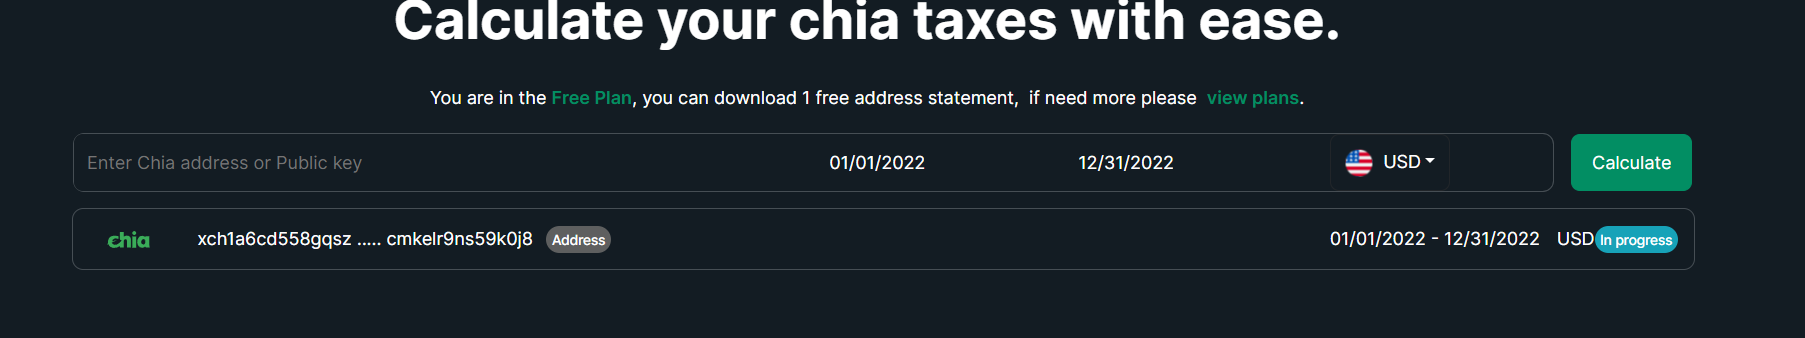 Calculate your chia taxes with ease.
You are in the Free Plan, you can download 1 free address statement, if need more please view plans.
Enter Chia address or Public key 01/01/2022 12/31/2022 USD Calculate
chia xch1a6cd558gqsz ..... cmkelr9ns59k0j8 Address 01/01/2022 - 12/31/2022 USD In progress